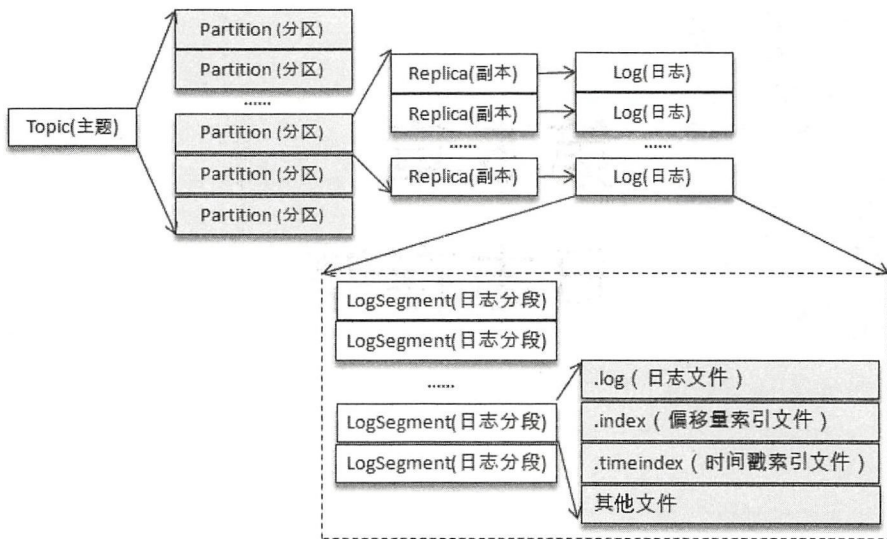 Topic(主题)
Partition (分区)
Partition (分区)
......
Partition (分区)
Partition (分区)
Partition (分区)
Replica(副本)
Replica(副本)
......
Replica(副本)
Log(日志)
Log(日志)
......
Log(日志)
LogSegment(日志分段)
LogSegment(日志分段)
......
LogSegment(日志分段)
LogSegment(日志分段)
.log（日志文件）
.index（偏移量索引文件）
.timeindex（时间戳索引文件）
其他文件